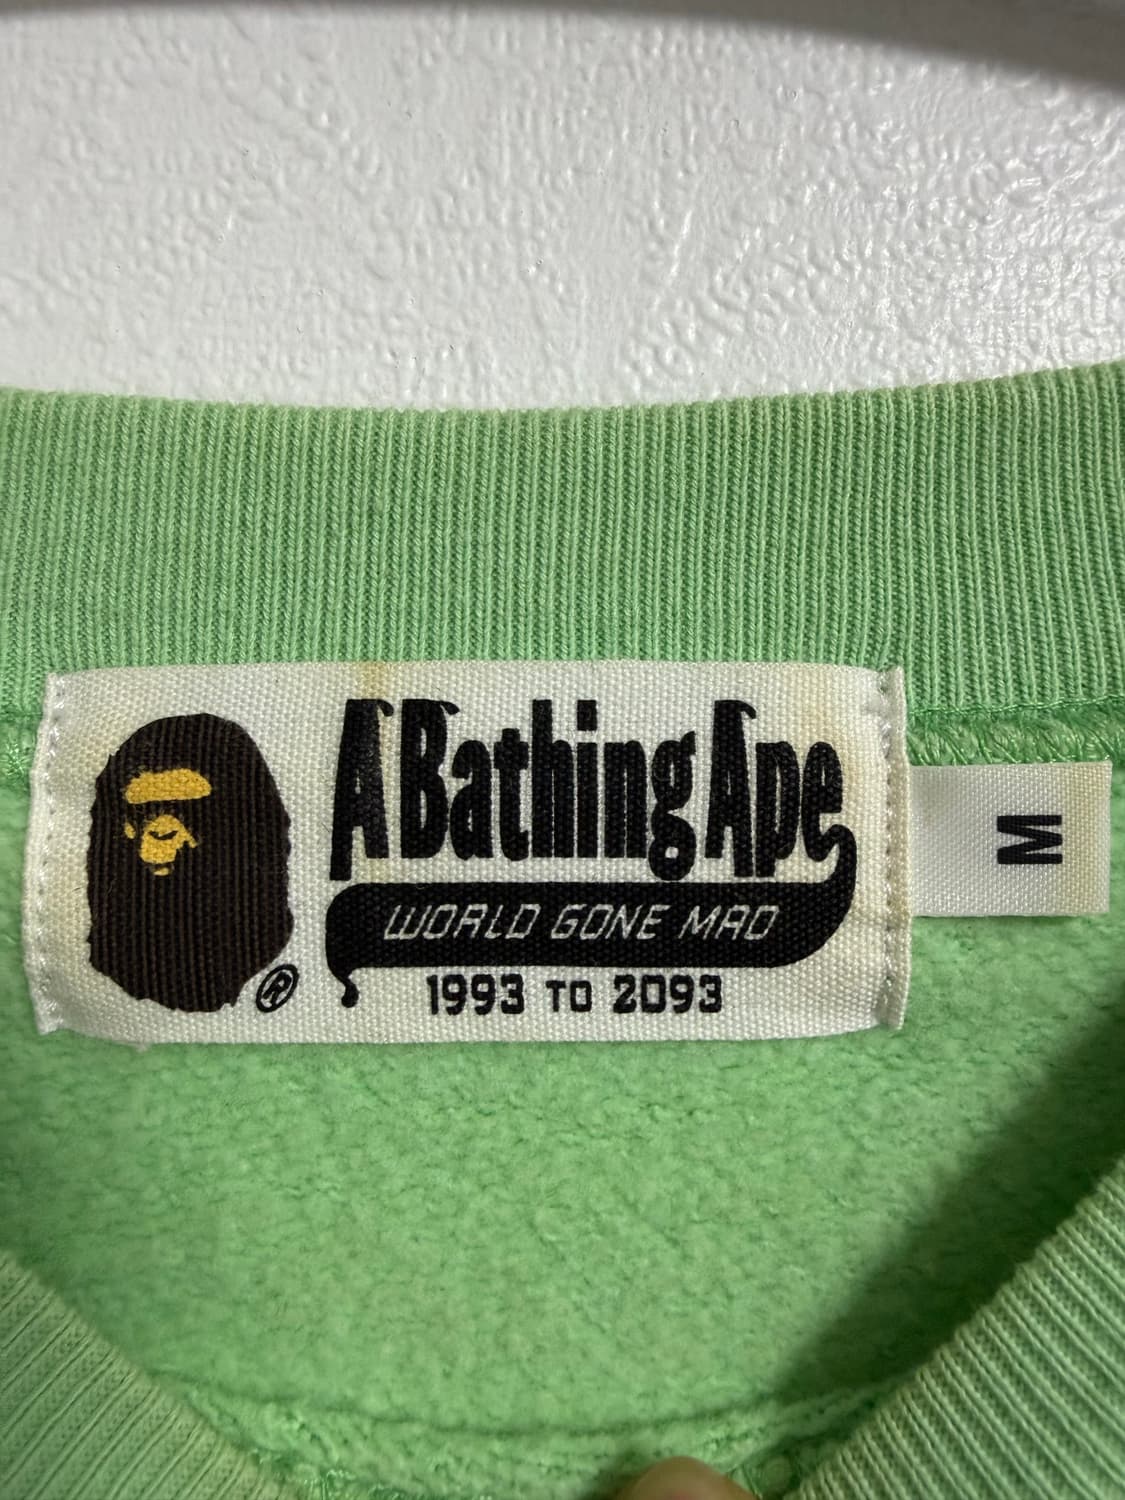 A Bathing Ape
WORLD GONE MAD
1993 TO 2093
®
M